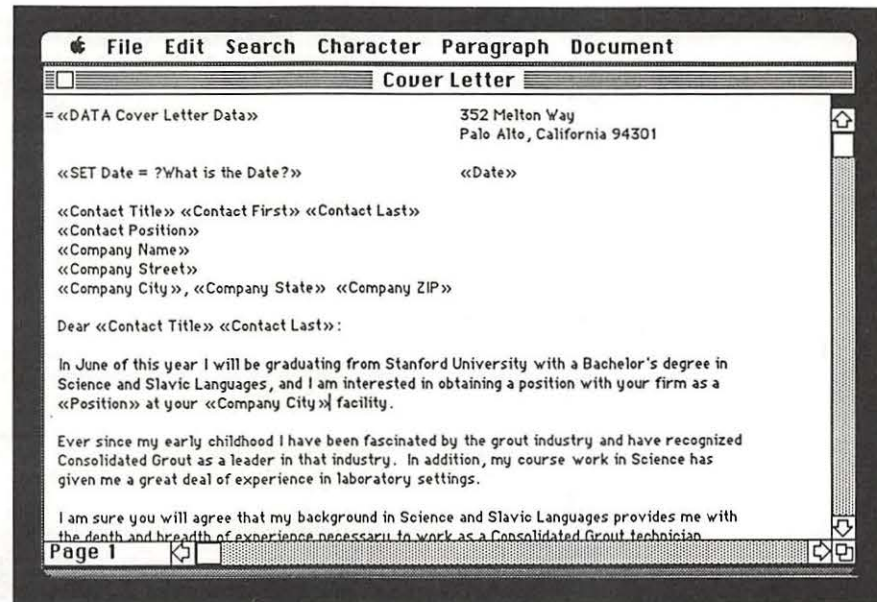 File Edit Search Character Paragraph Document
Cover Letter
=«DATA Cover Letter Data» 352 Melton Way
Palo Alto, California 94301
«SET Date = ?What is the Date?» «Date»
«Contact Title» «Contact First» «Contact Last»
«Contact Position»
«Company Name»
«Company Street»
«Company City», «Company State» «Company ZIP»
Dear «Contact Title» «Contact Last»:
In June of this year I will be graduating from Stanford University with a Bachelor's degree in
Science and Slavic Languages, and I am interested in obtaining a position with your firm as a
«Position» at your «Company City» facility.
Ever since my early childhood I have been fascinated by the grout industry and have recognized
Consolidated Grout as a leader in that industry. In addition, my course work in Science has
given me a great deal of experience in laboratory settings.
I am sure you will agree that my background in Science and Slavic Languages provides me with
the depth and breadth of experience necessary to work as a Consolidated Grout technician
Page 1